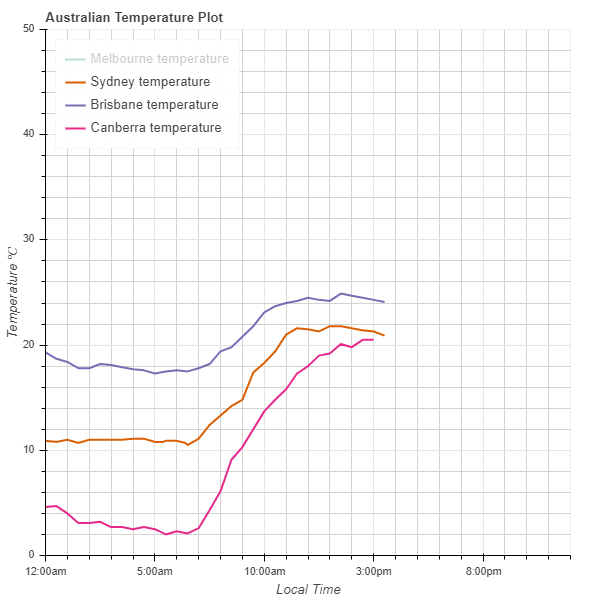 Australian Temperature Plot
50
Melbourne temperature
Sydney temperature
Brisbane temperature
Canberra temperature
40
30
20
10
0
Temperature °C
12:00am 5:00am 10:00am 3:00pm 8:00pm
Local Time